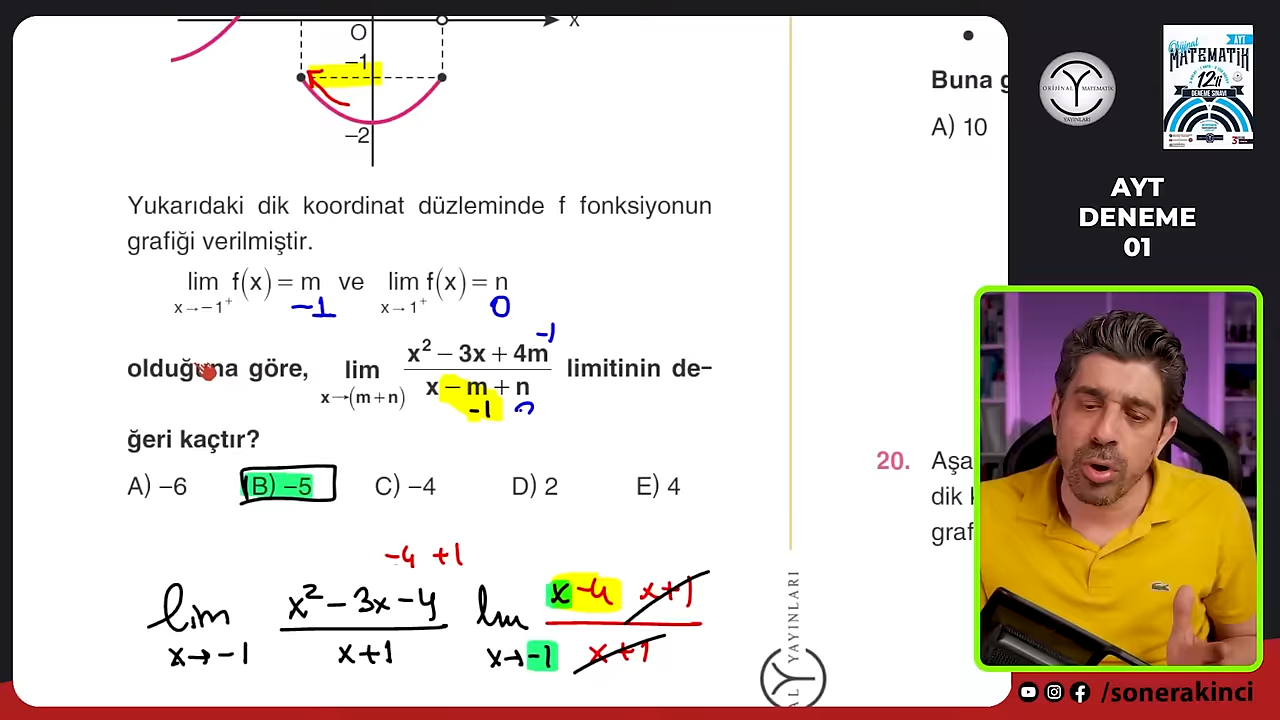 x
O
−1
−2
Yukarıdaki dik koordinat düzleminde f fonksiyonun
grafiği verilmiştir.
lim f(x) = m ve lim f(x) = n
x→−1⁺ −1 x→1⁺ 0
−1
olduğuna göre, lim x² − 3x + 4m limitinin de−
x→(m+n) x − m + n
−1 0
ğeri kaçtır?
A) −6 B) −5 C) −4 D) 2 E) 4
−4 +1
lim x² − 3x − 4 lim x −4 x+1
x→ −1 x+1 x→ −1 x+1
Buna g
A) 10
20. Aşa
dik k
graf
AL YAYINLARI
ORİJİNAL MATEMATİK
YAYINLARI
Orijinal AYT
MATEMATİK
12'li
DENEME SINAVI
AYT
DENEME
01
/sonerakinci